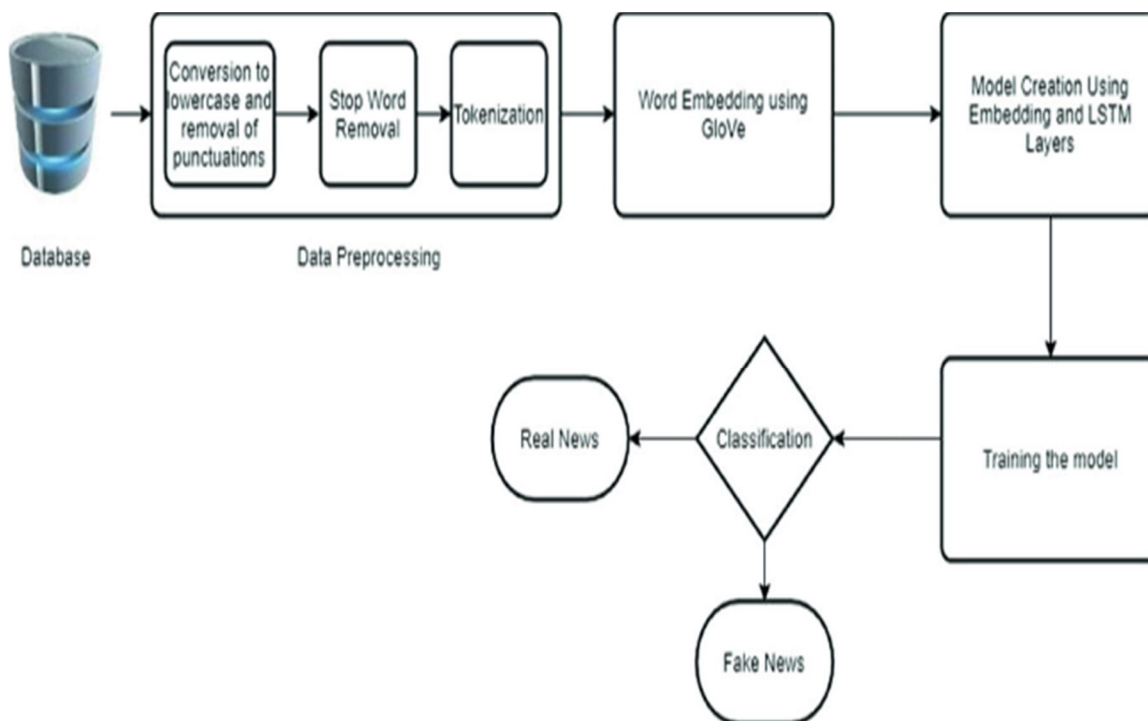 Conversion to
lowercase and
removal of
punctuations
Stop Word
Removal
Tokenization
Word Embedding using
GloVe
Model Creation Using
Embedding and LSTM
Layers
Database
Data Preprocessing
Real News
Classification
Training the model
Fake News